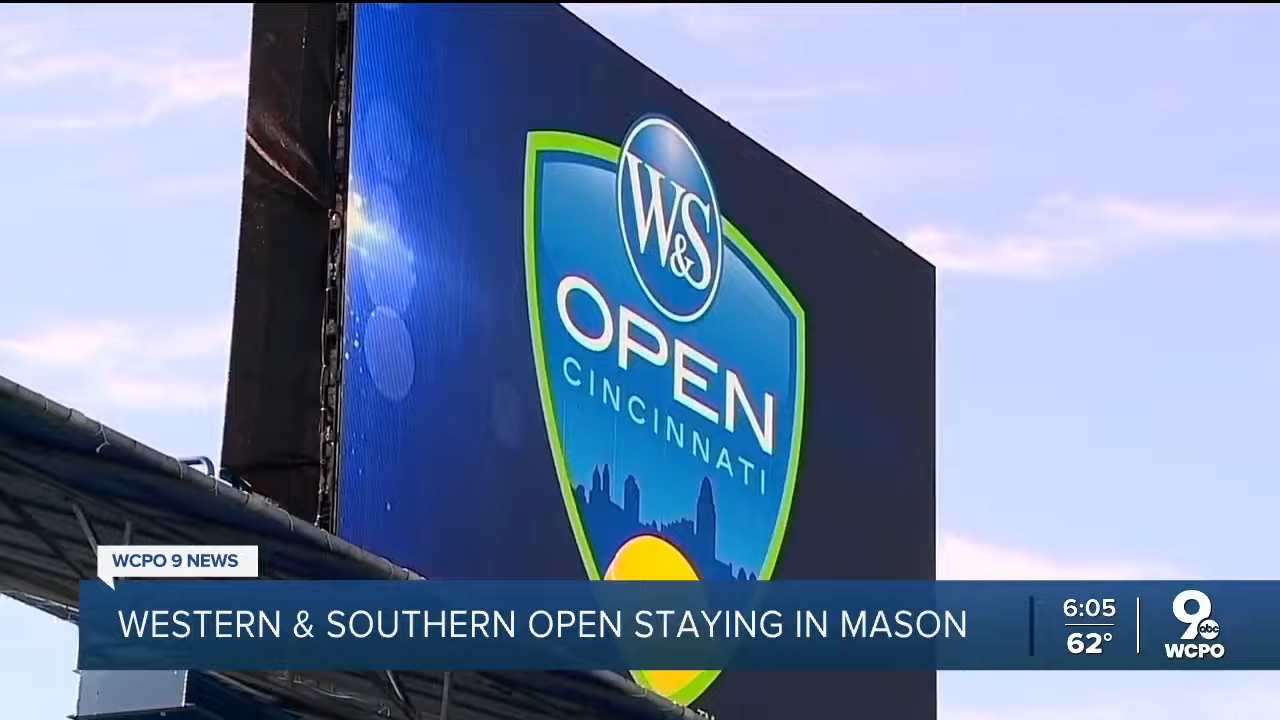 W&S
OPEN
CINCINNATI
WCPO 9 NEWS
WESTERN & SOUTHERN OPEN STAYING IN MASON
6:05
62°
9
abc
WCPO